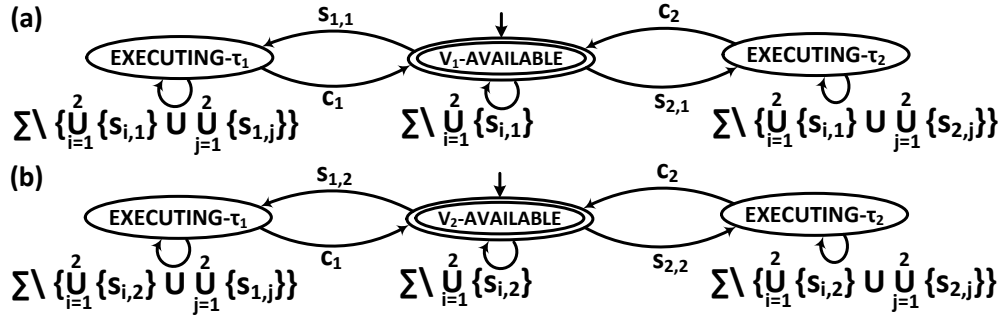 (a) s1,1 c2
EXECUTING-τ1 V1-AVAILABLE EXECUTING-τ2
c1 s2,1
∑\ {⋃_{i=1}^{2} {si,1} ∪ ⋃_{j=1}^{2} {s1,j}} ∑\ ⋃_{i=1}^{2} {si,1} ∑\ {⋃_{i=1}^{2} {si,1} ∪ ⋃_{j=1}^{2} {s2,j}}
(b) s1,2 c2
EXECUTING-τ1 V2-AVAILABLE EXECUTING-τ2
c1 s2,2
∑\ {⋃_{i=1}^{2} {si,2} ∪ ⋃_{j=1}^{2} {s1,j}} ∑\ ⋃_{i=1}^{2} {si,2} ∑\ {⋃_{i=1}^{2} {si,2} ∪ ⋃_{j=1}^{2} {s2,j}}